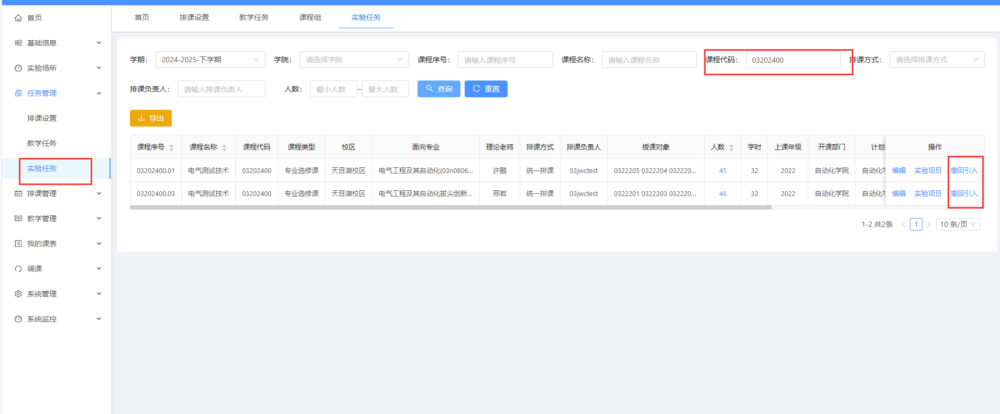 首页
基础信息
实验场所
任务管理
排课设置
教学任务
实验任务
排课管理
教学管理
我的课表
调课
系统管理
系统监控
首页 排课设置 教学任务 课程组 实验任务
学期： 2024-2025-下学期 学院： 请选择学院 课程序号： 请输入课程序号 课程名称： 请输入课程名称 课程代码： 03202400 排课方式： 请选择排课方式
排课负责人： 请输入排课负责人 人数： 最小人数 ~ 最大人数 查询 重置
导出
课程序号 课程名称 课程代码 课程类型 校区 面向专业 理论老师 排课方式 排课负责人 授课对象 人数 学时 上课年级 开课部门 计划 操作
03202400.01 电气测试技术 03202400 专业选修课 天目湖校区 电气工程及其自动化(03n0806... 许鹏 统一排课 03jwctest 0322205 0322204 032220... 45 32 2022 自动化学院 自动化学 编辑 实验项目 撤回引入
03202400.03 电气测试技术 03202400 专业选修课 天目湖校区 电气工程及其自动化拔尖创新... 邢岩 统一排课 03jwctest 0322201 0322203 032220... 46 32 2022 自动化学院 自动化学 编辑 实验项目 撤回引入
1-2 共2条 < 1 > 10 条/页